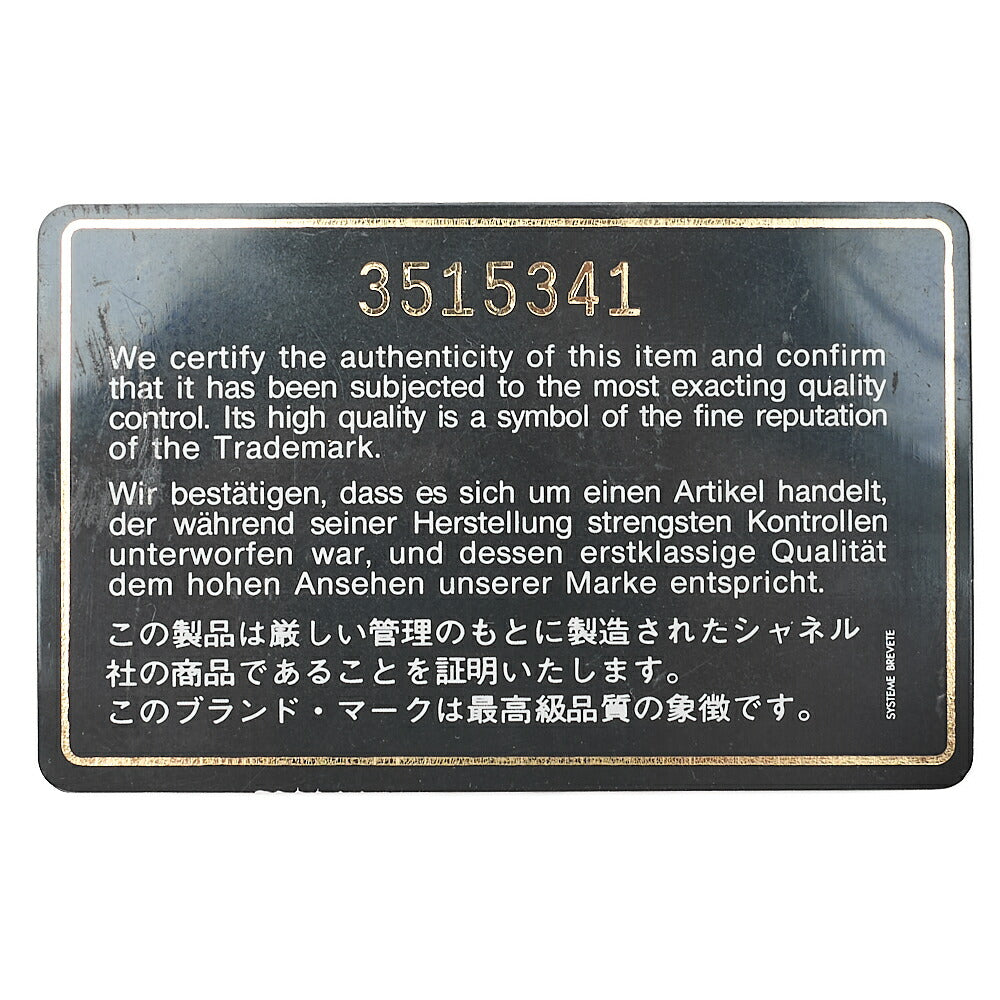 3515341
We certify the authenticity of this item and confirm
that it has been subjected to the most exacting quality
control. Its high quality is a symbol of the fine reputation
of the Trademark.
Wir bestätigen, dass es sich um einen Artikel handelt,
der während seiner Herstellung strengsten Kontrollen
unterworfen war, und dessen erstklassige Qualität
dem hohen Ansehen unserer Marke entspricht.
この製品は厳しい管理のもとに製造されたシャネル
社の商品であることを証明いたします。
このブランド・マークは最高級品質の象徴です。
SYSTEME BREVETE